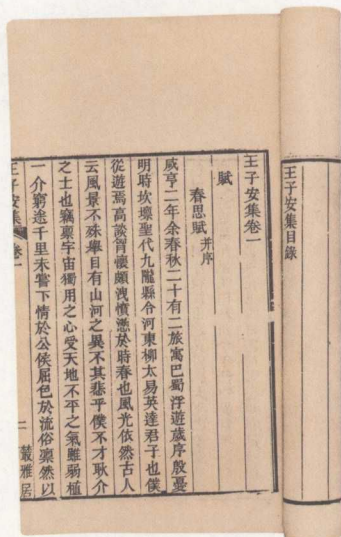 王子安集目錄
王子安集卷一
賦
春思賦 并序
咸亨二年余春秋二十有二旅寓巴蜀浮遊歲序殷憂
明時坎壈聖代九隴縣令河東柳太易英達君子也僕
從遊焉高談胷懷頗洩憤懣於時春也風光依然古人
云風景不殊舉目有山河之異不其悲乎僕不才耿介
之士也竊稟宇宙獨用之心受天地不平之氣雖弱植
一介窮途千里未嘗下情於公侯屈色於流俗凛然以
王子安集 卷一
一
叢雅居